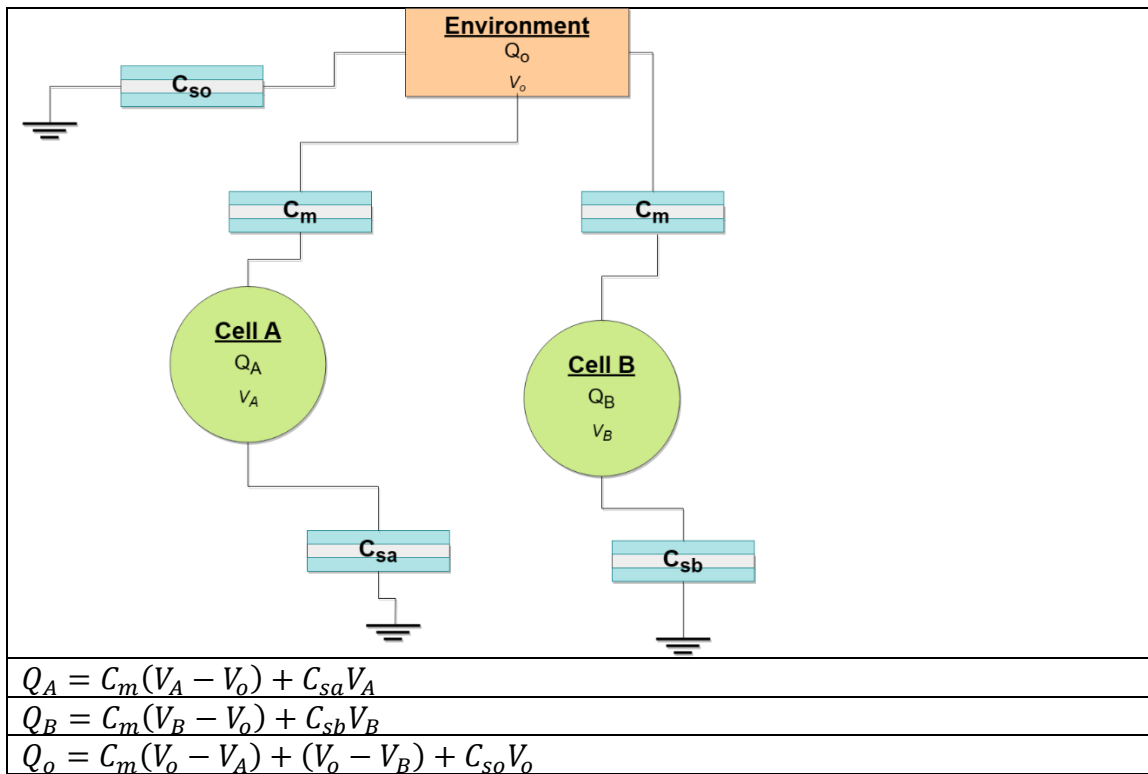 Environment
Qo
Vo
Cso
Cm
Cm
Cell A
QA
VA
Cell B
QB
VB
Csa
Csb
QA = Cm(VA − Vo) + CsaVA
QB = Cm(VB − Vo) + CsbVB
Qo = Cm(Vo − VA) + (Vo − VB) + CsoVo